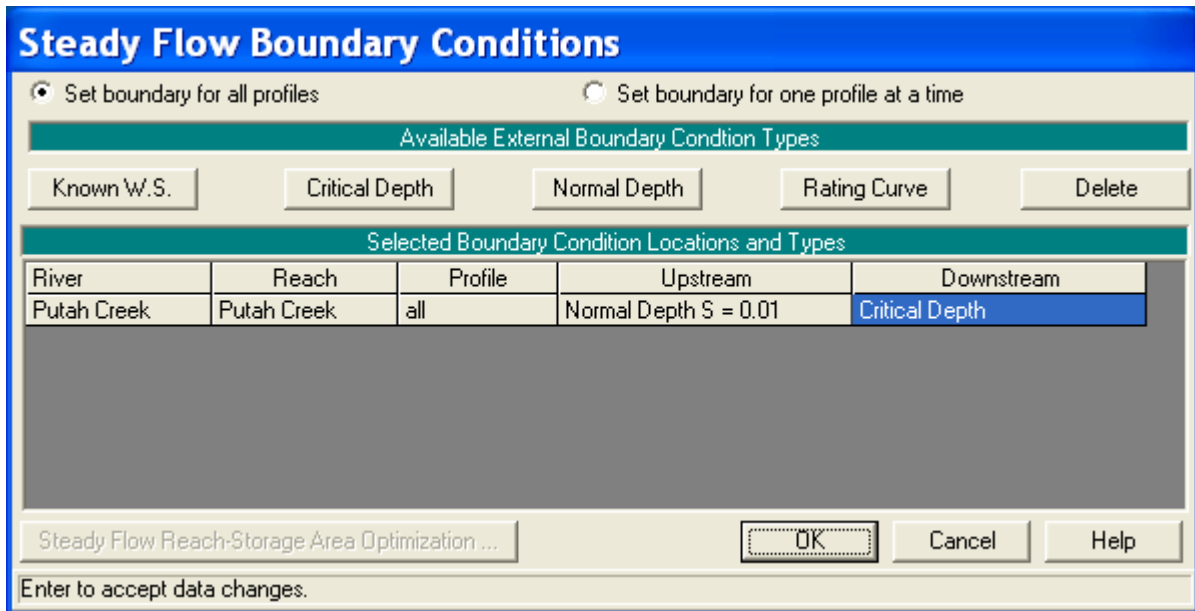 Steady Flow Boundary Conditions
Set boundary for all profiles Set boundary for one profile at a time
Available External Boundary Condtion Types
Known W.S. Critical Depth Normal Depth Rating Curve Delete
Selected Boundary Condition Locations and Types
River Reach Profile Upstream Downstream
Putah Creek Putah Creek all Normal Depth S = 0.01 Critical Depth
Steady Flow Reach-Storage Area Optimization ... OK Cancel Help
Enter to accept data changes.